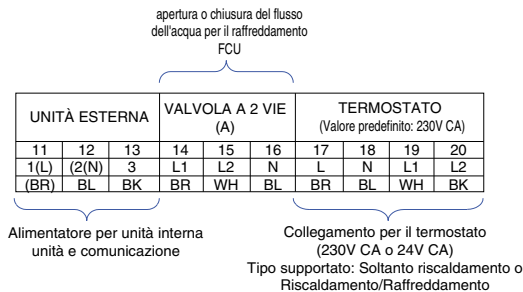 apertura o chiusura del flusso
dell'acqua per il raffreddamento
FCU
UNITÀ ESTERNA VALVOLA A 2 VIE TERMOSTATO
(A) (Valore predefinito: 230V CA)
11 12 13 14 15 16 17 18 19 20
1(L) (2(N) 3 L1 L2 N L N L1 L2
(BR) BL BK BR WH BL BR BL WH BK
Alimentatore per unità interna
unità e comunicazione
Collegamento per il termostato
(230V CA o 24V CA)
Tipo supportato: Soltanto riscaldamento o
Riscaldamento/Raffreddamento